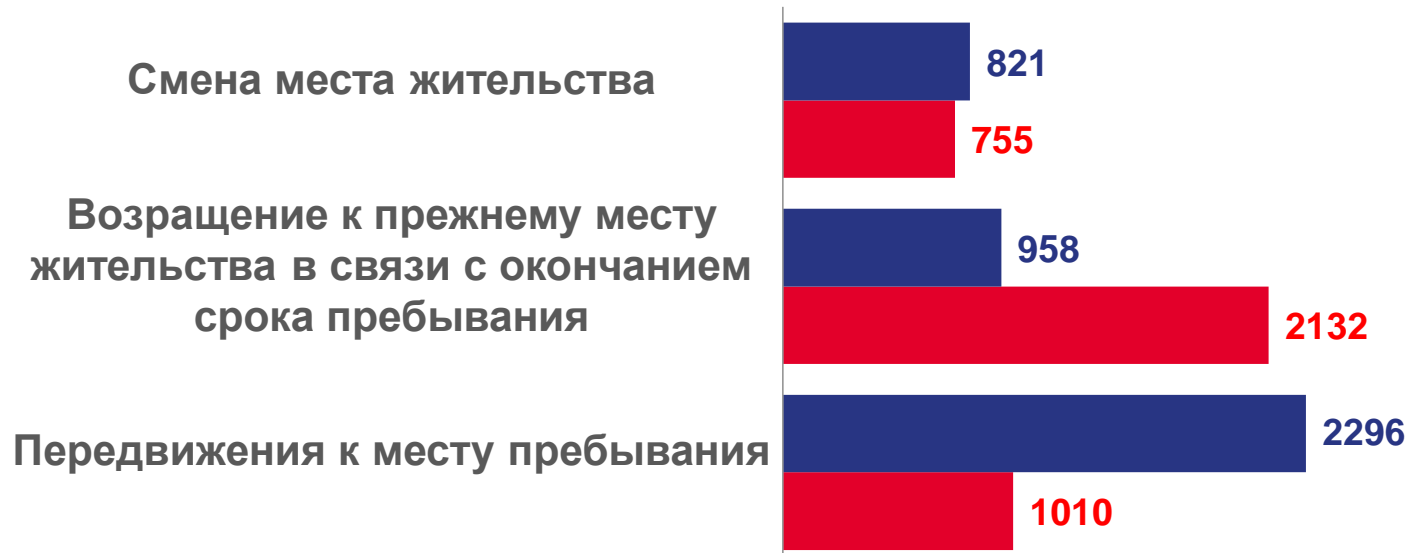 Смена места жительства
821
755
Возращение к прежнему месту
жительства в связи с окончанием
срока пребывания
958
2132
Передвижения к месту пребывания
2296
1010